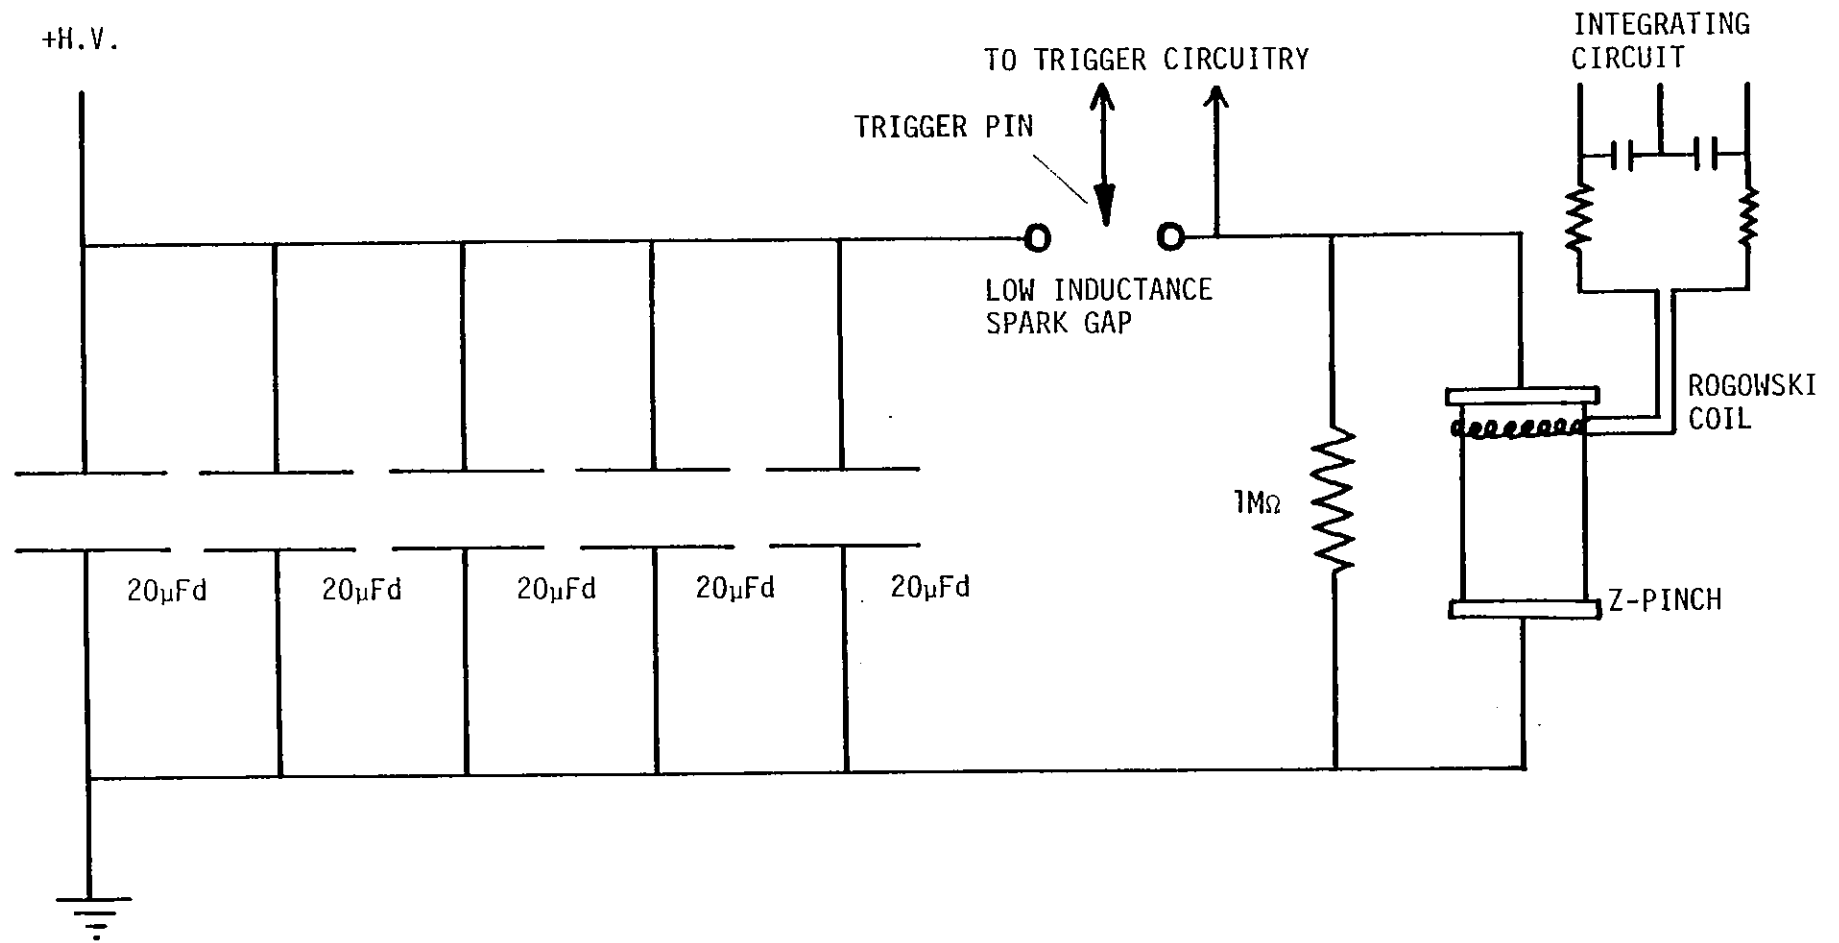 +H.V.
TO TRIGGER CIRCUITRY
INTEGRATING
CIRCUIT
TRIGGER PIN
LOW INDUCTANCE
SPARK GAP
ROGOWSKI
COIL
1MΩ
20µFd
20µFd
20µFd
20µFd
20µFd
Z-PINCH